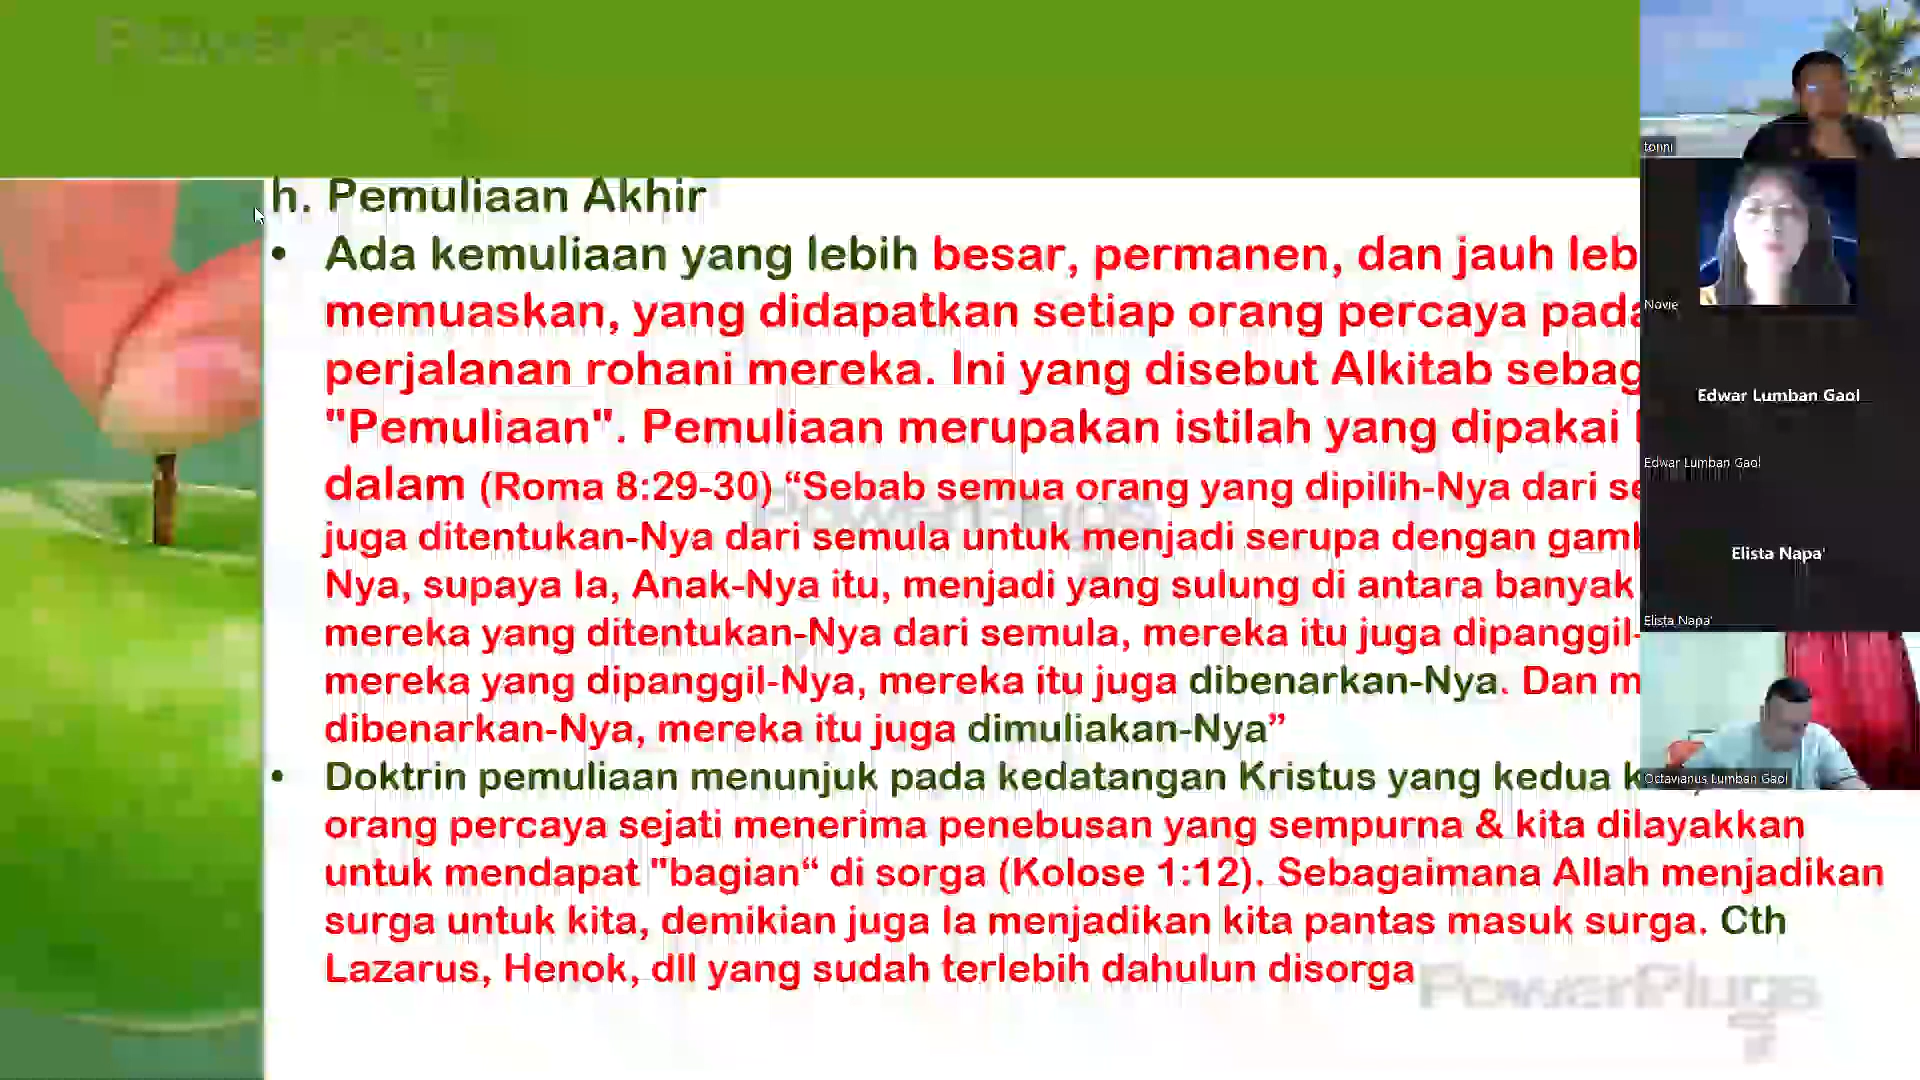 PowerPlugs
h. Pemuliaan Akhir
• Ada kemuliaan yang lebih besar, permanen, dan jauh leb
memuaskan, yang didapatkan setiap orang percaya pada
perjalanan rohani mereka. Ini yang disebut Alkitab sebag
"Pemuliaan". Pemuliaan merupakan istilah yang dipakai
dalam (Roma 8:29-30) “Sebab semua orang yang dipilih-Nya dari se
juga ditentukan-Nya dari semula untuk menjadi serupa dengan gam
Nya, supaya Ia, Anak-Nya itu, menjadi yang sulung di antara banyak
mereka yang ditentukan-Nya dari semula, mereka itu juga dipanggil-
mereka yang dipanggil-Nya, mereka itu juga dibenarkan-Nya. Dan m
dibenarkan-Nya, mereka itu juga dimuliakan-Nya”
• Doktrin pemuliaan menunjuk pada kedatangan Kristus yang kedua k
orang percaya sejati menerima penebusan yang sempurna & kita dilayakkan
untuk mendapat "bagian“ di sorga (Kolose 1:12). Sebagaimana Allah menjadikan
surga untuk kita, demikian juga Ia menjadikan kita pantas masuk surga. Cth
Lazarus, Henok, dll yang sudah terlebih dahulun disorga
PowerPlugs
PowerPlugs
tonni
Novie
Edwar Lumban Gaol
Edwar Lumban Gaol
Elista Napa'
Elista Napa'
Octavianus Lumban Gaol